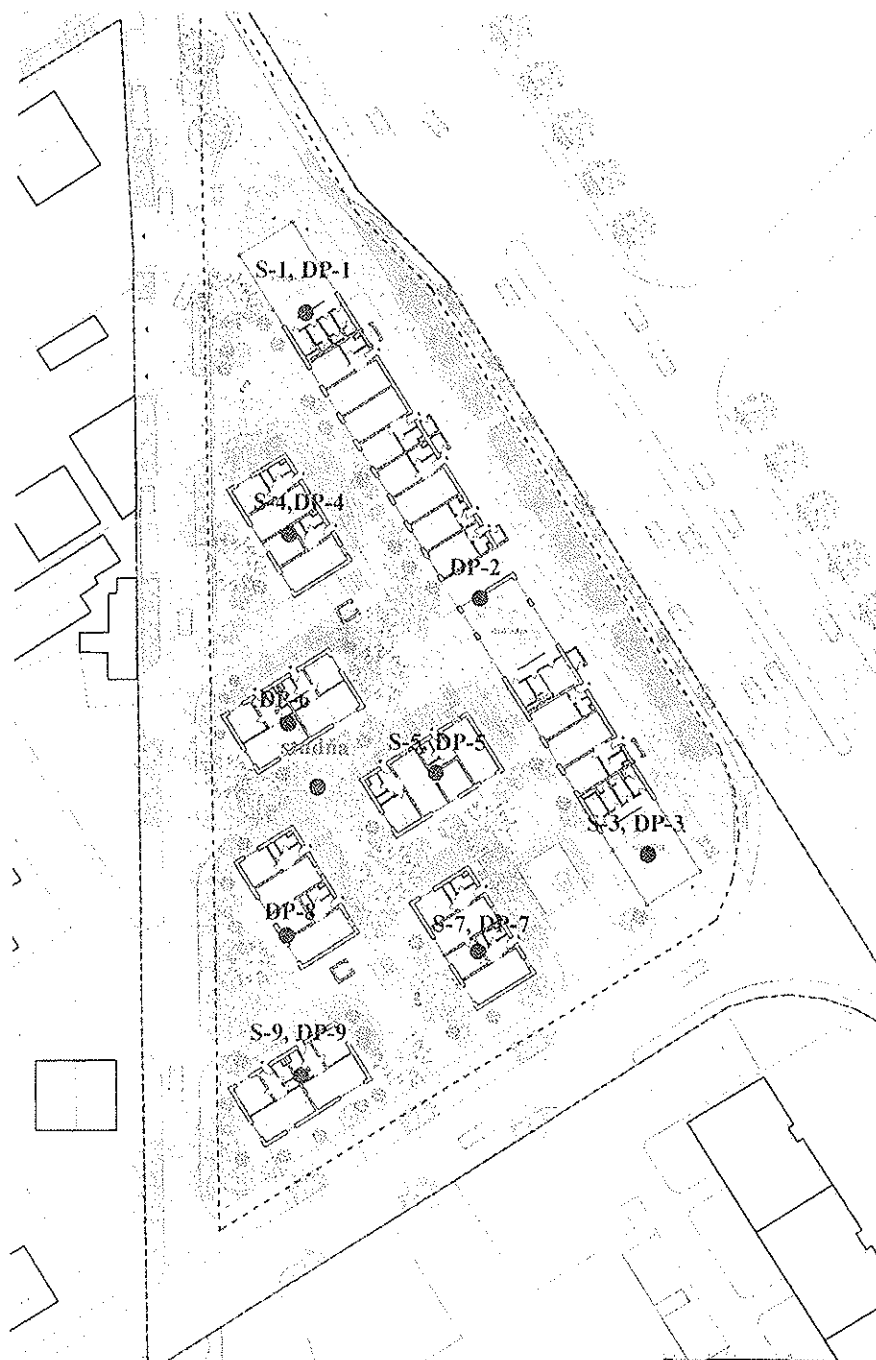 S-1, DP-1
S-4,DP-4
DP-2
DP-6
studňa
S-5, DP-5
S-3, DP-3
DP-8
S-7, DP-7
S-9, DP-9